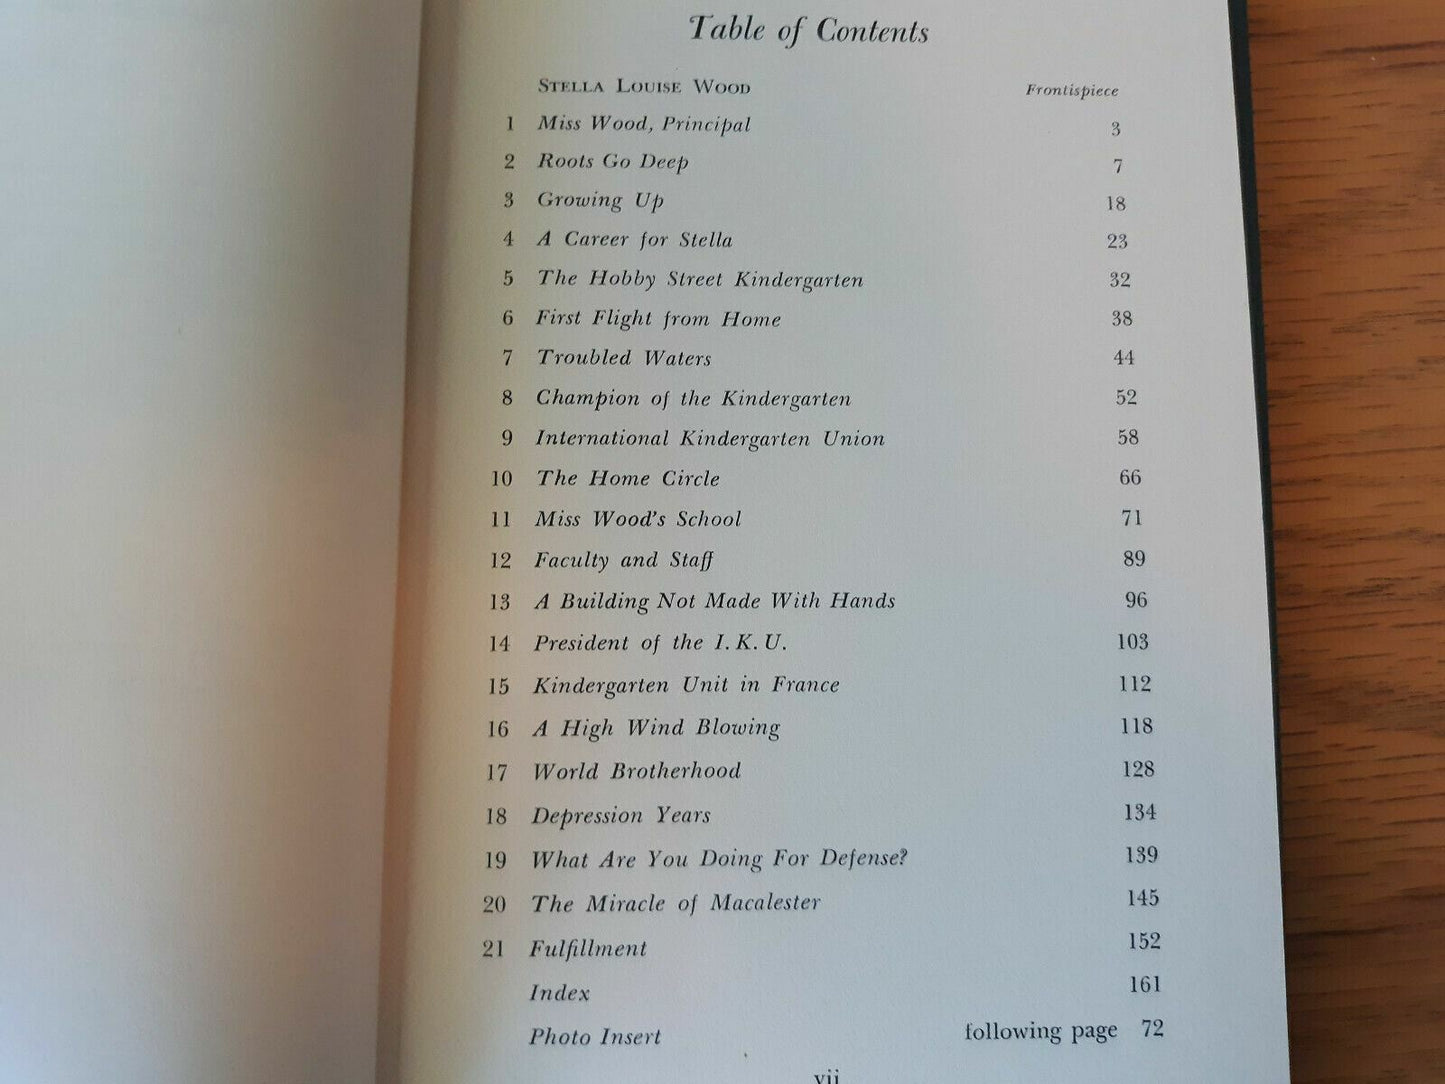 Table of Contents
STELLA LOUISE WOOD Frontispiece
1 Miss Wood, Principal 3
2 Roots Go Deep 7
3 Growing Up 18
4 A Career for Stella 23
5 The Hobby Street Kindergarten 32
6 First Flight from Home 38
7 Troubled Waters 44
8 Champion of the Kindergarten 52
9 International Kindergarten Union 58
10 The Home Circle 66
11 Miss Wood's School 71
12 Faculty and Staff 89
13 A Building Not Made With Hands 96
14 President of the I. K. U. 103
15 Kindergarten Unit in France 112
16 A High Wind Blowing 118
17 World Brotherhood 128
18 Depression Years 134
19 What Are You Doing For Defense? 139
20 The Miracle of Macalester 145
21 Fulfillment 152
Index 161
Photo Insert following page 72
vii